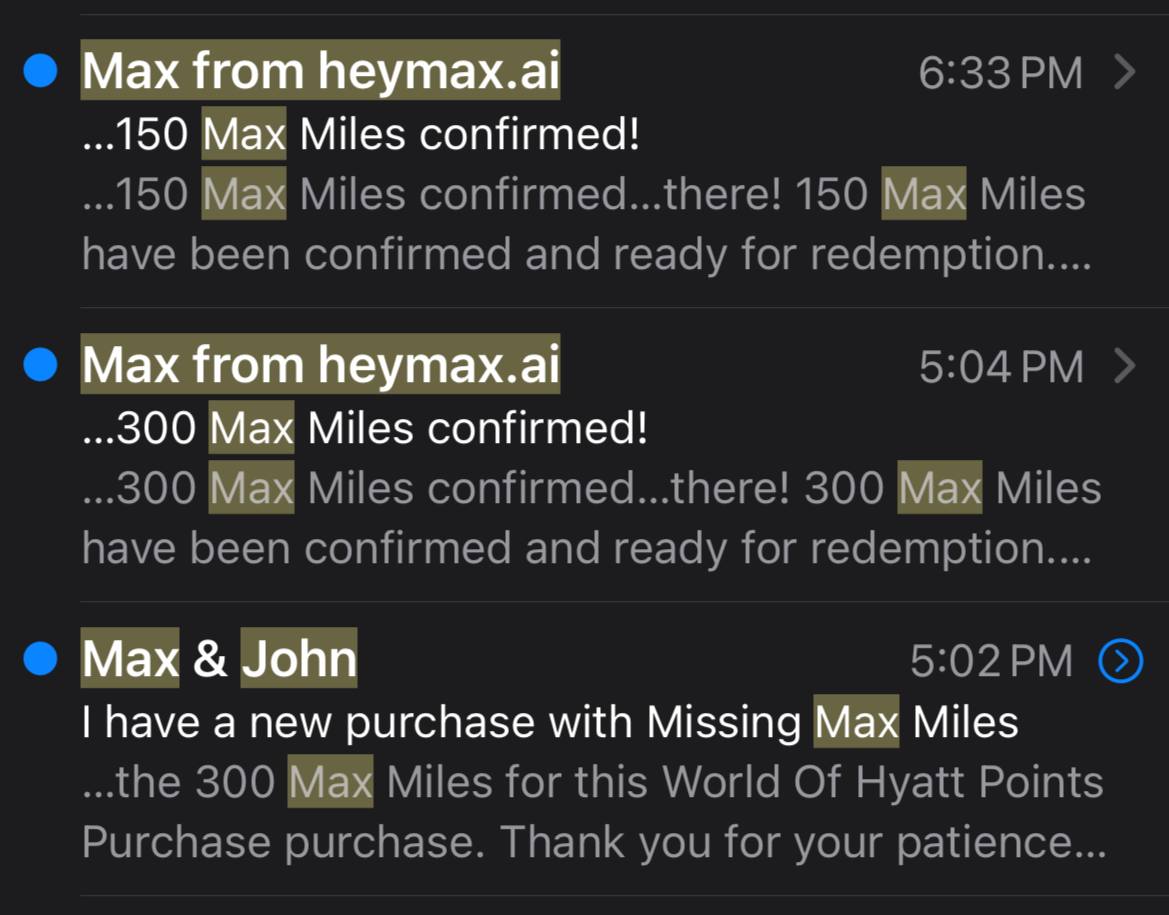 Max from heymax.ai 6:33 PM
...150 Max Miles confirmed!
...150 Max Miles confirmed...there! 150 Max Miles
have been confirmed and ready for redemption....
Max from heymax.ai 5:04 PM
...300 Max Miles confirmed!
...300 Max Miles confirmed...there! 300 Max Miles
have been confirmed and ready for redemption....
Max & John 5:02 PM
I have a new purchase with Missing Max Miles
...the 300 Max Miles for this World Of Hyatt Points
Purchase purchase. Thank you for your patience...